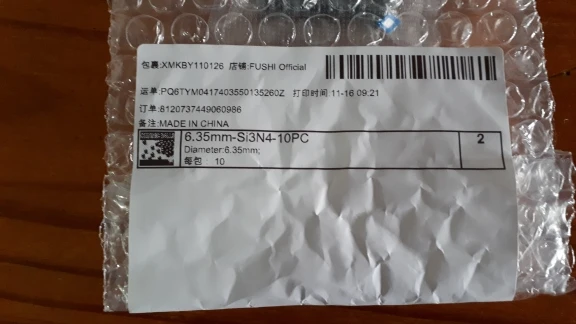 包裹:XMKBY110126 店铺:FUSHI Official
运单:PQ6TYM0417403550135260Z 打印时间:11-16 09:21
订单:8120737449060986
备注:MADE IN CHINA
6.35mm-Si3N4-10PC 2
Diameter:6.35mm;
每包 10